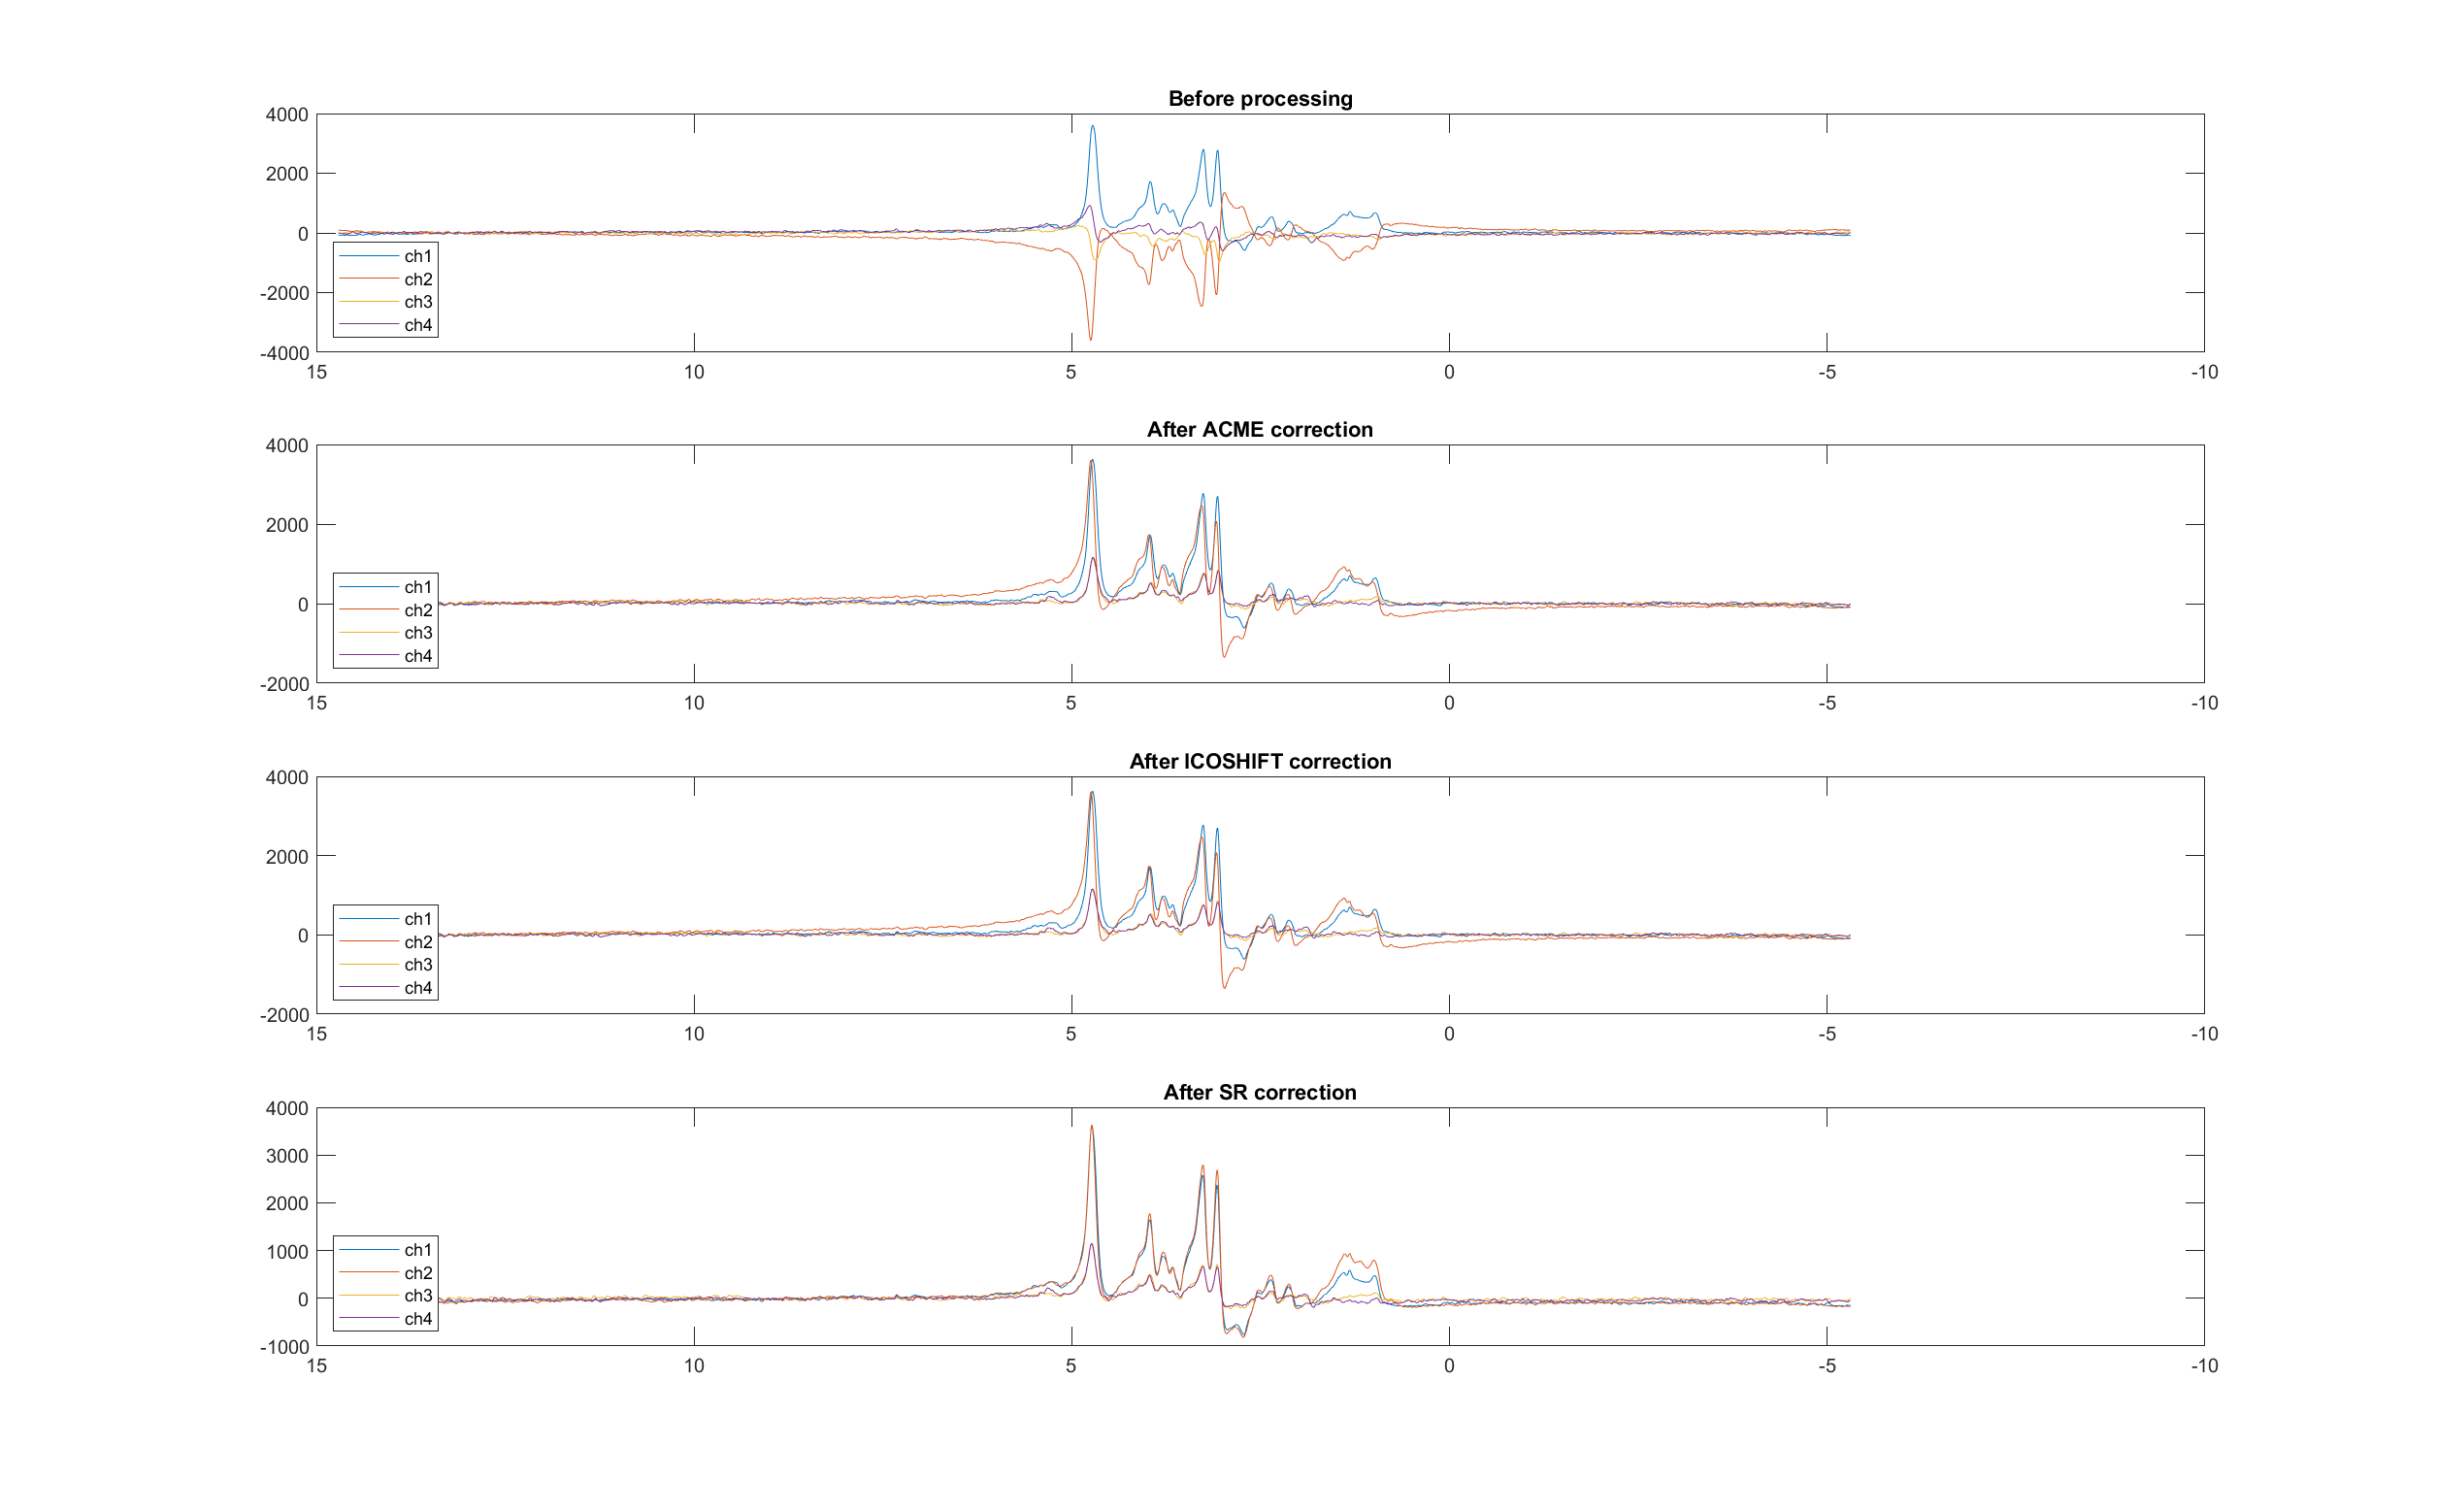 Before processing
4000
2000
0
-2000
-4000
ch1
ch2
ch3
ch4
15 10 5 0 -5 -10
After ACME correction
4000
2000
0
-2000
ch1
ch2
ch3
ch4
15 10 5 0 -5 -10
After ICOSHIFT correction
4000
2000
0
-2000
ch1
ch2
ch3
ch4
15 10 5 0 -5 -10
After SR correction
4000
3000
2000
1000
0
-1000
ch1
ch2
ch3
ch4
15 10 5 0 -5 -10